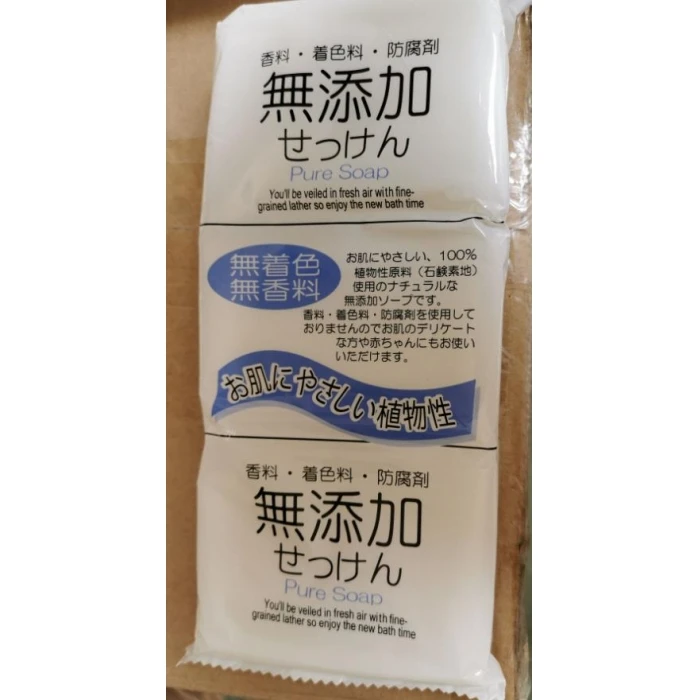 香料・着色料・防腐剤
無添加
せっけん
Pure Soap
You'll be veiled in fresh air with fine-
grained lather so enjoy the new bath time
無着色
無香料
お肌にやさしい、100%
植物性原料（石鹸素地）
使用のナチュラルな
無添加ソープです。
香料・着色料・防腐剤を使用して
おりませんのでお肌のデリケート
な方や赤ちゃんにもお使い
いただけます。
お肌にやさしい植物性
香料・着色料・防腐剤
無添加
せっけん
Pure Soap
You'll be veiled in fresh air with fine-
grained lather so enjoy the new bath time